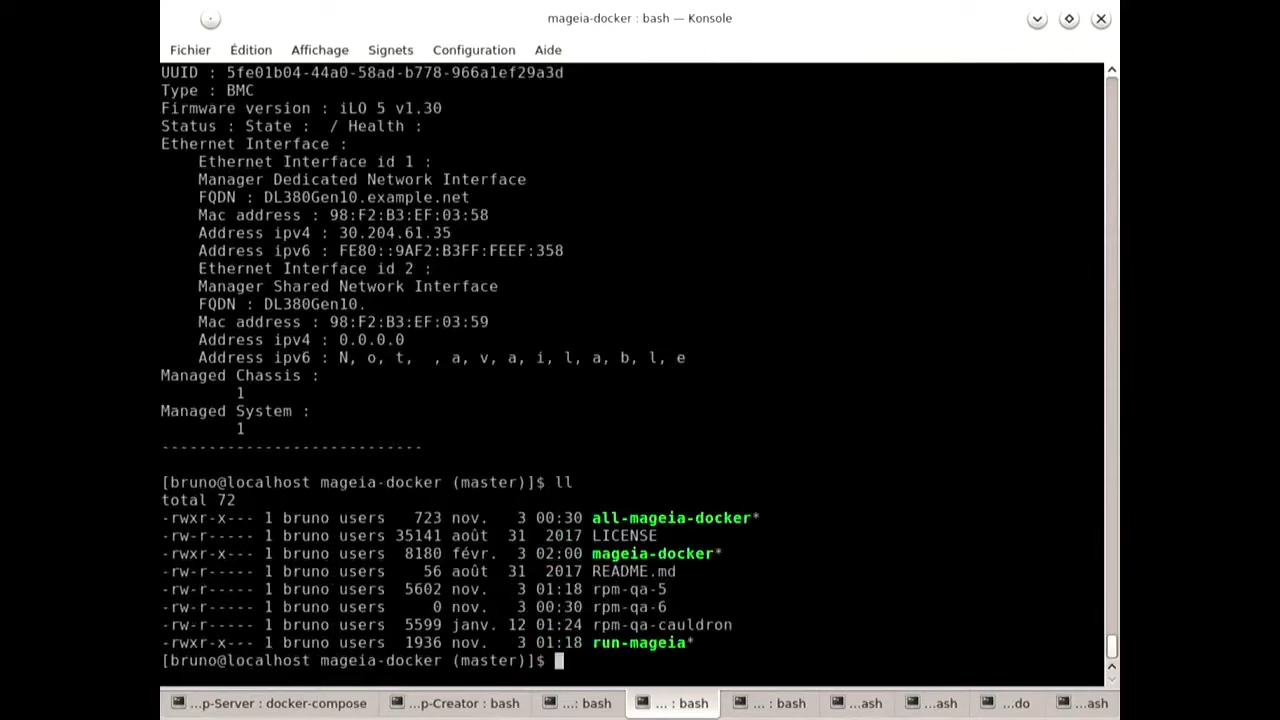 mageia-docker : bash — Konsole
Fichier Édition Affichage Signets Configuration Aide
UUID : 5fe01b04-44a0-58ad-b778-966a1ef29a3d
Type : BMC
Firmware version : iLO 5 v1.30
Status : State :  / Health :
Ethernet Interface :
    Ethernet Interface id 1 :
    Manager Dedicated Network Interface
    FQDN : DL380Gen10.example.net
    Mac address : 98:F2:B3:EF:03:58
    Address ipv4 : 30.204.61.35
    Address ipv6 : FE80::9AF2:B3FF:FEEF:358
    Ethernet Interface id 2 :
    Manager Shared Network Interface
    FQDN : DL380Gen10.
    Mac address : 98:F2:B3:EF:03:59
    Address ipv4 : 0.0.0.0
    Address ipv6 : N, o, t,  , a, v, a, i, l, a, b, l, e
Managed Chassis :
        1
Managed System :
        1
----------------------------
[bruno@localhost mageia-docker (master)]$ ll
total 72
-rwxr-x--- 1 bruno users   723 nov.   3 00:30 all-mageia-docker*
-rw-r----- 1 bruno users 35141 août  31  2017 LICENSE
-rwxr-x--- 1 bruno users  8180 févr.  3 02:00 mageia-docker*
-rw-r----- 1 bruno users    56 août  31  2017 README.md
-rw-r----- 1 bruno users  5602 nov.   3 01:18 rpm-qa-5
-rw-r----- 1 bruno users     0 nov.   3 00:30 rpm-qa-6
-rw-r----- 1 bruno users  5599 janv. 12 01:24 rpm-qa-cauldron
-rwxr-x--- 1 bruno users  1936 nov.   3 01:18 run-mageia*
[bruno@localhost mageia-docker (master)]$
...p-Server : docker-compose ...p-Creator : bash ...: bash ... : bash ... : bash ...ash ...ash ...do ...ash